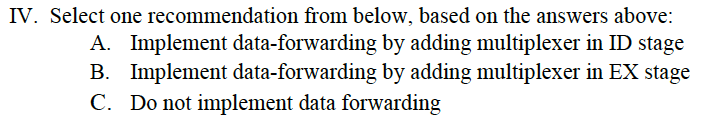 IV. Select one recommendation from below, based on the answers above:
A. Implement data-forwarding by adding multiplexer in ID stage
B. Implement data-forwarding by adding multiplexer in EX stage
C. Do not implement data forwarding